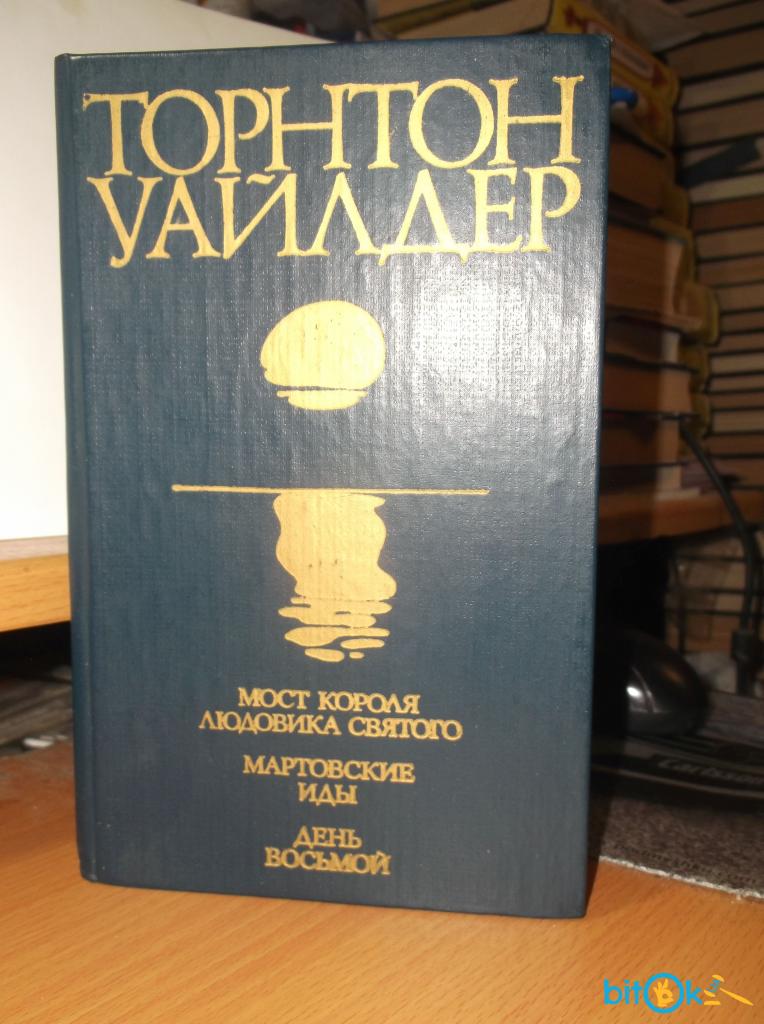 ТОРНТОН
УАЙЛДЕР
МОСТ КОРОЛЯ
ЛЮДОВИКА СВЯТОГО
МАРТОВСКИЕ
ИДЫ
ДЕНЬ
ВОСЬМОЙ
bitOk